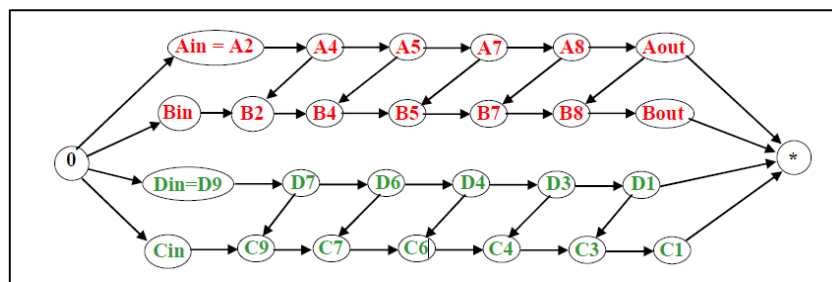 Ain = A2 A4 A5 A7 A8 Aout
Bin B2 B4 B5 B7 B8 Bout
0 *
Din=D9 D7 D6 D4 D3 D1
Cin C9 C7 C6 C4 C3 C1